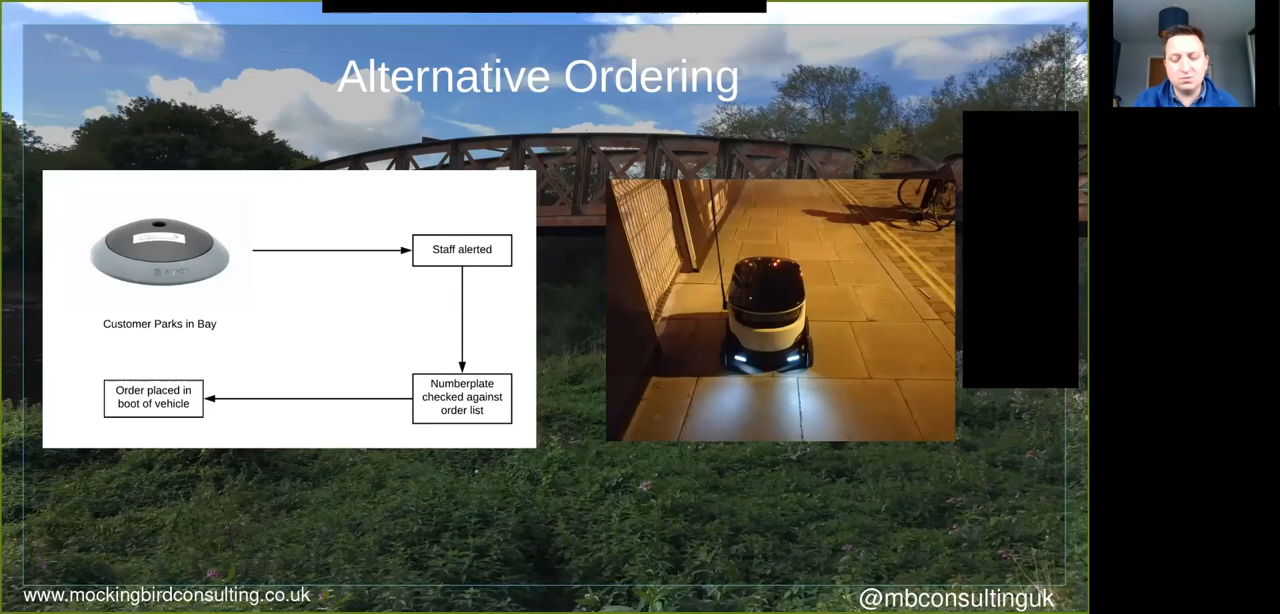 Alternative Ordering
Staff alerted
Customer Parks in Bay
Numberplate
checked against
order list
Order placed in
boot of vehicle
www.mockingbirdconsulting.co.uk
@mbconsultinguk